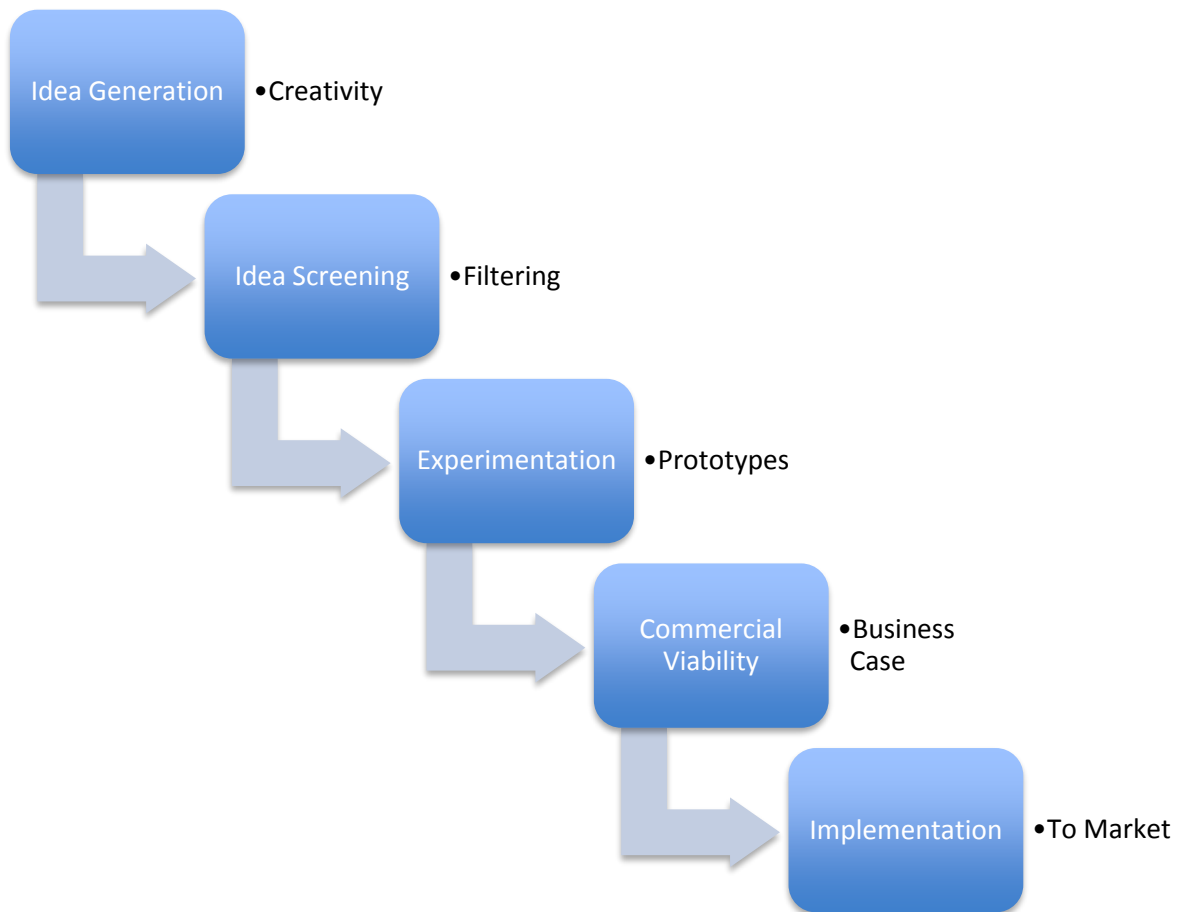 Idea Generation
•Creativity
Idea Screening
•Filtering
Experimentation
•Prototypes
Commercial
Viability
•Business
Case
Implementation
•To Market